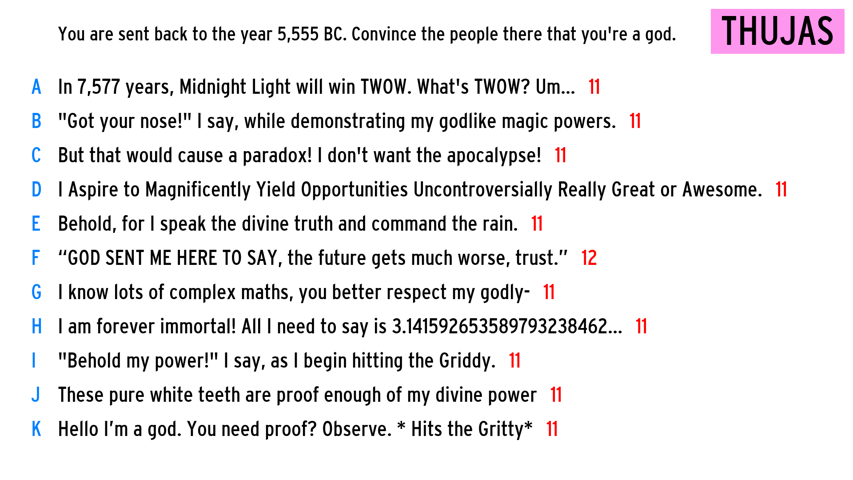 You are sent back to the year 5,555 BC. Convince the people there that you're a god.
THUJAS
A In 7,577 years, Midnight Light will win TWOW. What's TWOW? Um... 11
B "Got your nose!" I say, while demonstrating my godlike magic powers. 11
C But that would cause a paradox! I don't want the apocalypse! 11
D I Aspire to Magnificently Yield Opportunities Uncontroversially Really Great or Awesome. 11
E Behold, for I speak the divine truth and command the rain. 11
F “GOD SENT ME HERE TO SAY, the future gets much worse, trust.” 12
G I know lots of complex maths, you better respect my godly- 11
H I am forever immortal! All I need to say is 3.141592653589793238462... 11
I "Behold my power!" I say, as I begin hitting the Griddy. 11
J These pure white teeth are proof enough of my divine power 11
K Hello I’m a god. You need proof? Observe. * Hits the Gritty* 11